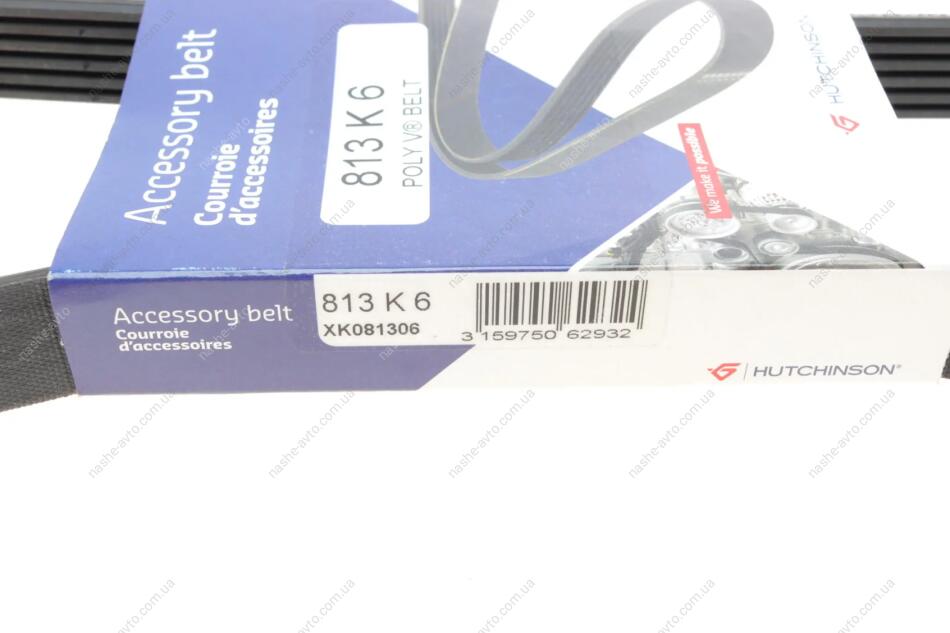 Accessory belt
Courroie
d'accessoires
813 K 6
POLY V® BELT
We make it possible
HUTCHINSON
Accessory belt
Courroie
d'accessoires
813 K 6
XK081306
3 159750 62932
HUTCHINSON®
nashe-avto.com.ua